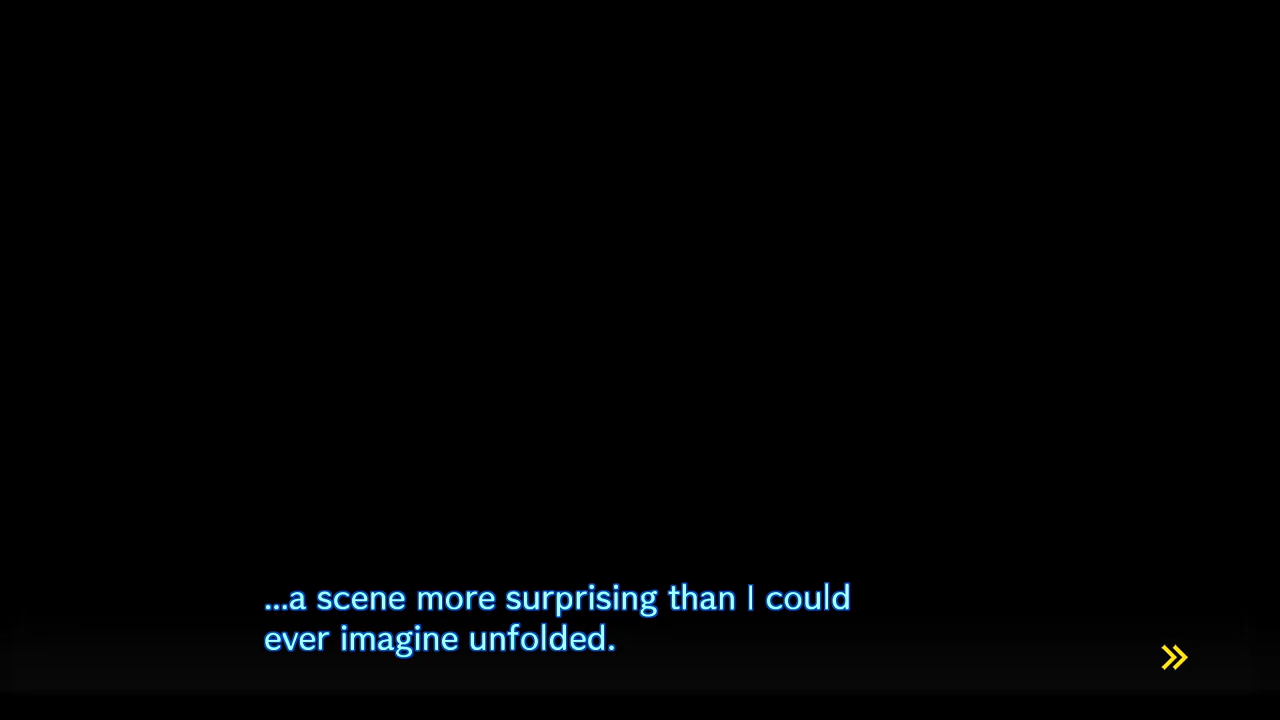 ...a scene more surprising than I could
ever imagine unfolded.